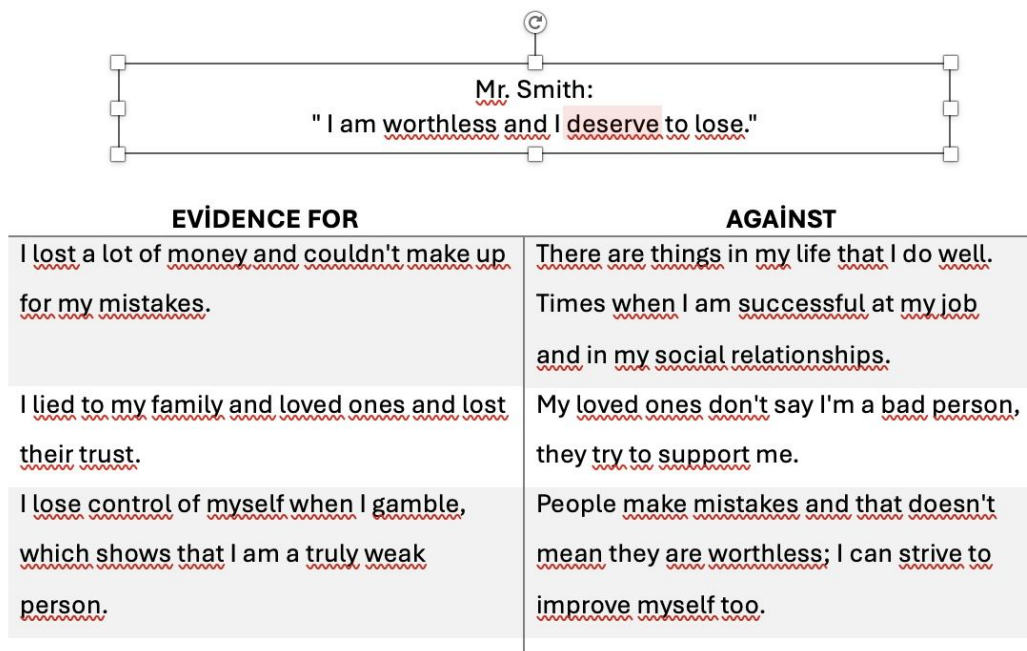 Mr. Smith:
" I am worthless and I deserve to lose."
EVİDENCE FOR
AGAİNST
I lost a lot of money and couldn't make up
for my mistakes.
There are things in my life that I do well.
Times when I am successful at my job
and in my social relationships.
I lied to my family and loved ones and lost
their trust.
My loved ones don't say I'm a bad person,
they try to support me.
I lose control of myself when I gamble,
which shows that I am a truly weak
person.
People make mistakes and that doesn't
mean they are worthless; I can strive to
improve myself too.